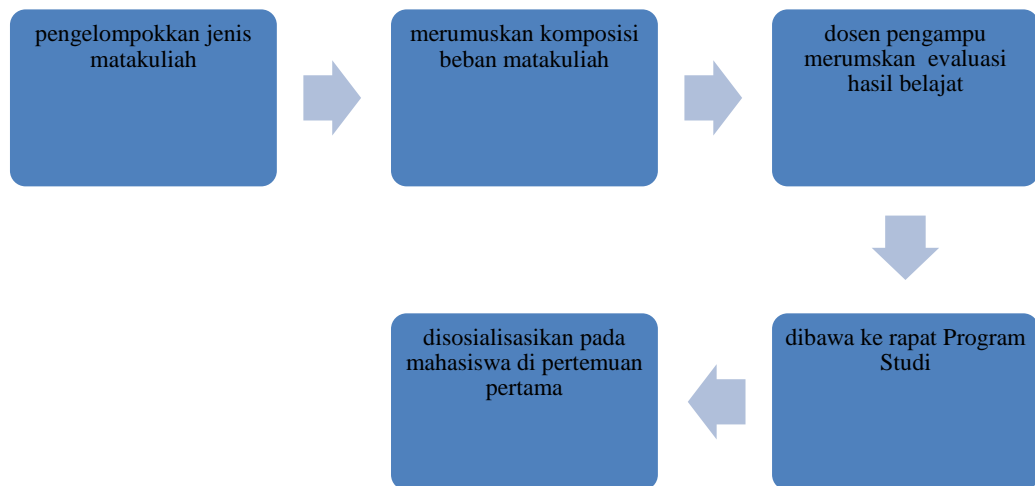 pengelompokkan jenis
matakuliah
merumuskan komposisi
beban matakuliah
dosen pengampu
merumskan evaluasi
hasil belajat
dibawa ke rapat Program
Studi
disosialisasikan pada
mahasiswa di pertemuan
pertama